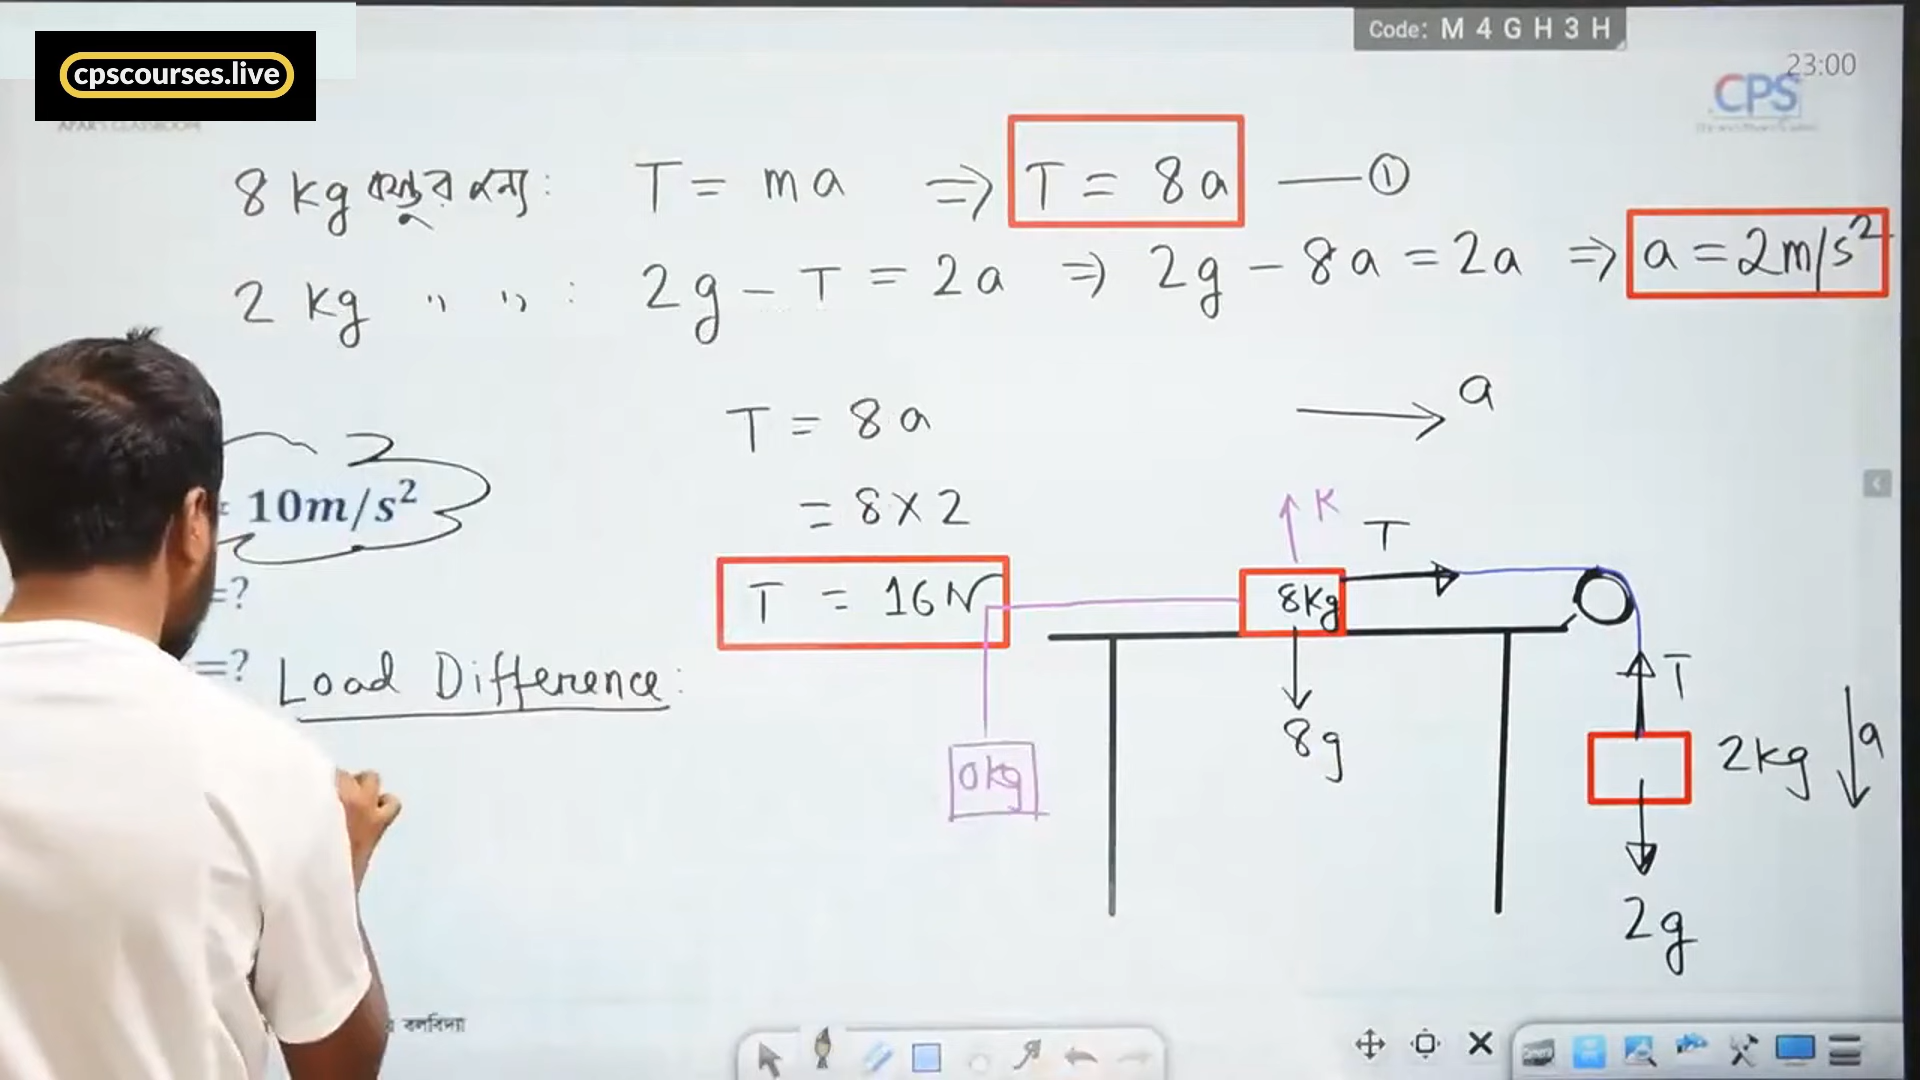 cpscourses.live
Code: M 4 G H 3 H
23:00
CPS
8 kg বস্তুর জন্য : T = ma ⇒ T = 8a —①
2 kg " " : 2g - T = 2a ⇒ 2g - 8a = 2a ⇒ a = 2m/s²
T = 8a
= 8×2
T = 16N
a
= 10m/s²
=?
=?
Load Difference:
R
T
8Kg
8g
0kg
T
2kg
a
2g
বলবিদ্যা